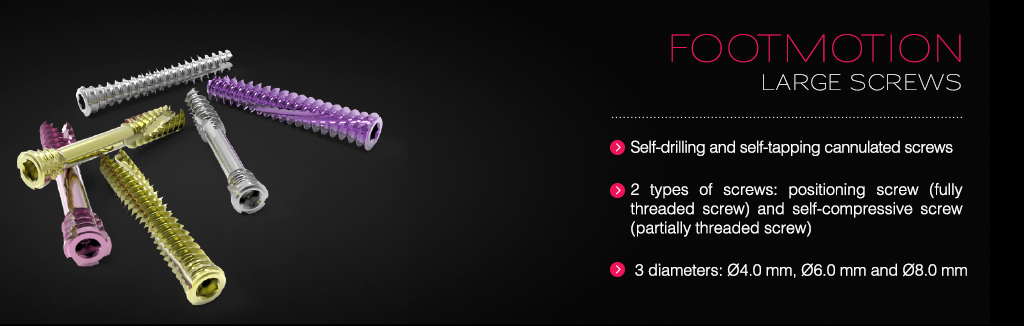 FOOTMOTION
LARGE SCREWS
Self-drilling and self-tapping cannulated screws
2 types of screws: positioning screw (fully
threaded screw) and self-compressive screw
(partially threaded screw)
3 diameters: Ø4.0 mm, Ø6.0 mm and Ø8.0 mm